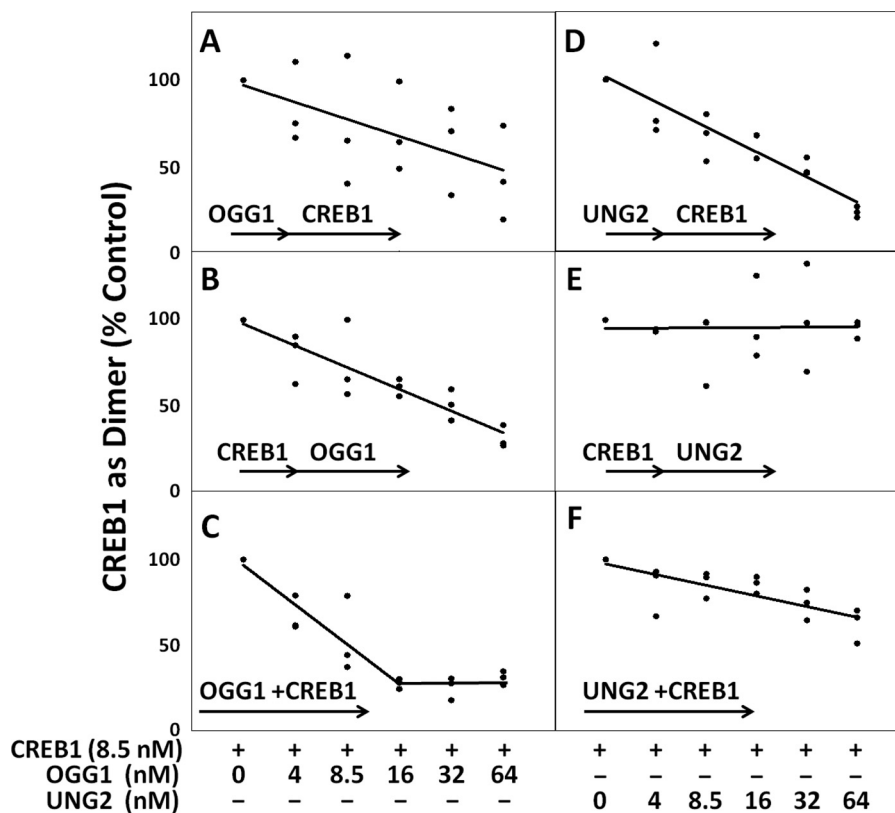 CREB1 as Dimer (% Control)
A
100
50
0
OGG1 CREB1
D
UNG2 CREB1
B
100
50
0
CREB1 OGG1
E
CREB1 UNG2
C
100
50
0
OGG1 +CREB1
F
UNG2 +CREB1
CREB1 (8.5 nM) + + + + + + + + + + + +
OGG1 (nM) 0 4 8.5 16 32 64 – – – – – –
UNG2 (nM) – – – – – – 0 4 8.5 16 32 64